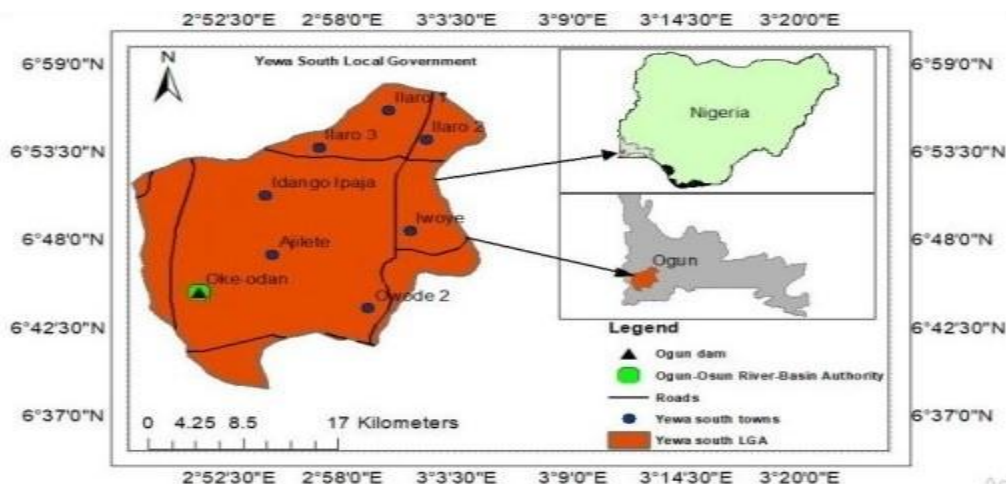 2°52'30"E 2°58'0"E 3°3'30"E 3°9'0"E 3°14'30"E 3°20'0"E
6°59'0"N 6°59'0"N
N
Yewa South Local Government
Ilaro 1
Ilaro 2
Ilaro 3
Nigeria
6°53'30"N 6°53'30"N
Idango Ipaja
Iwoye
6°48'0"N 6°48'0"N
Ajilete
Ogun
Oke-odan
Owode 2
6°42'30"N 6°42'30"N
Legend
Ogun dam
Ogun-Osun River-Basin Authority
Roads
Yewa south towns
Yewa south LGA
6°37'0"N 6°37'0"N
0 4.25 8.5 17 Kilometers
2°52'30"E 2°58'0"E 3°3'30"E 3°9'0"E 3°14'30"E 3°20'0"E